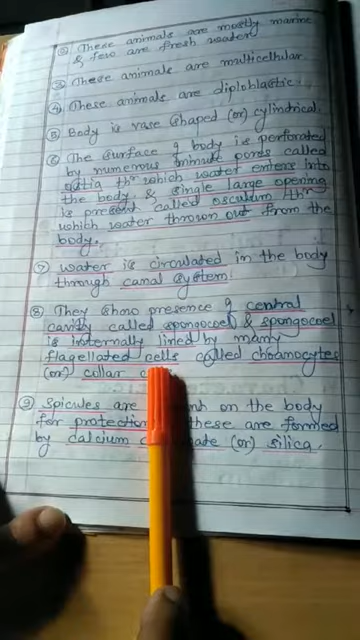 ② These animals are mostly marine
& few are fresh water
③ These animals are multicellular
④ These animals are diploblastic.
⑤ Body is vase shaped (or) cylindrical.
⑥ The surface of body is perforated
by numerous minute pores called
ostia thr which water enters into
the body & single large opening
is present called osculum thr
which water thrown out from the
body.
⑦ water is circulated in the body
through canal system.
⑧ They show presence of central
cavity called spongocoel & spongocoel
is internally lined by many
flagellated cells called choanocytes
(or) collar
⑨ Spicules are on the body
for protection these are formed
by calcium (or) silica.